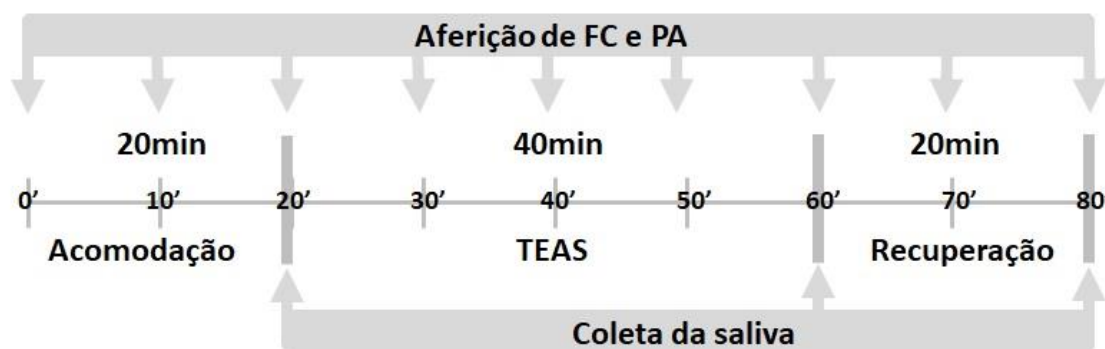 Aferição de FC e PA
20min 40min 20min
0’ 10’ 20’ 30’ 40’ 50’ 60’ 70’ 80
Acomodação TEAS Recuperação
Coleta da saliva